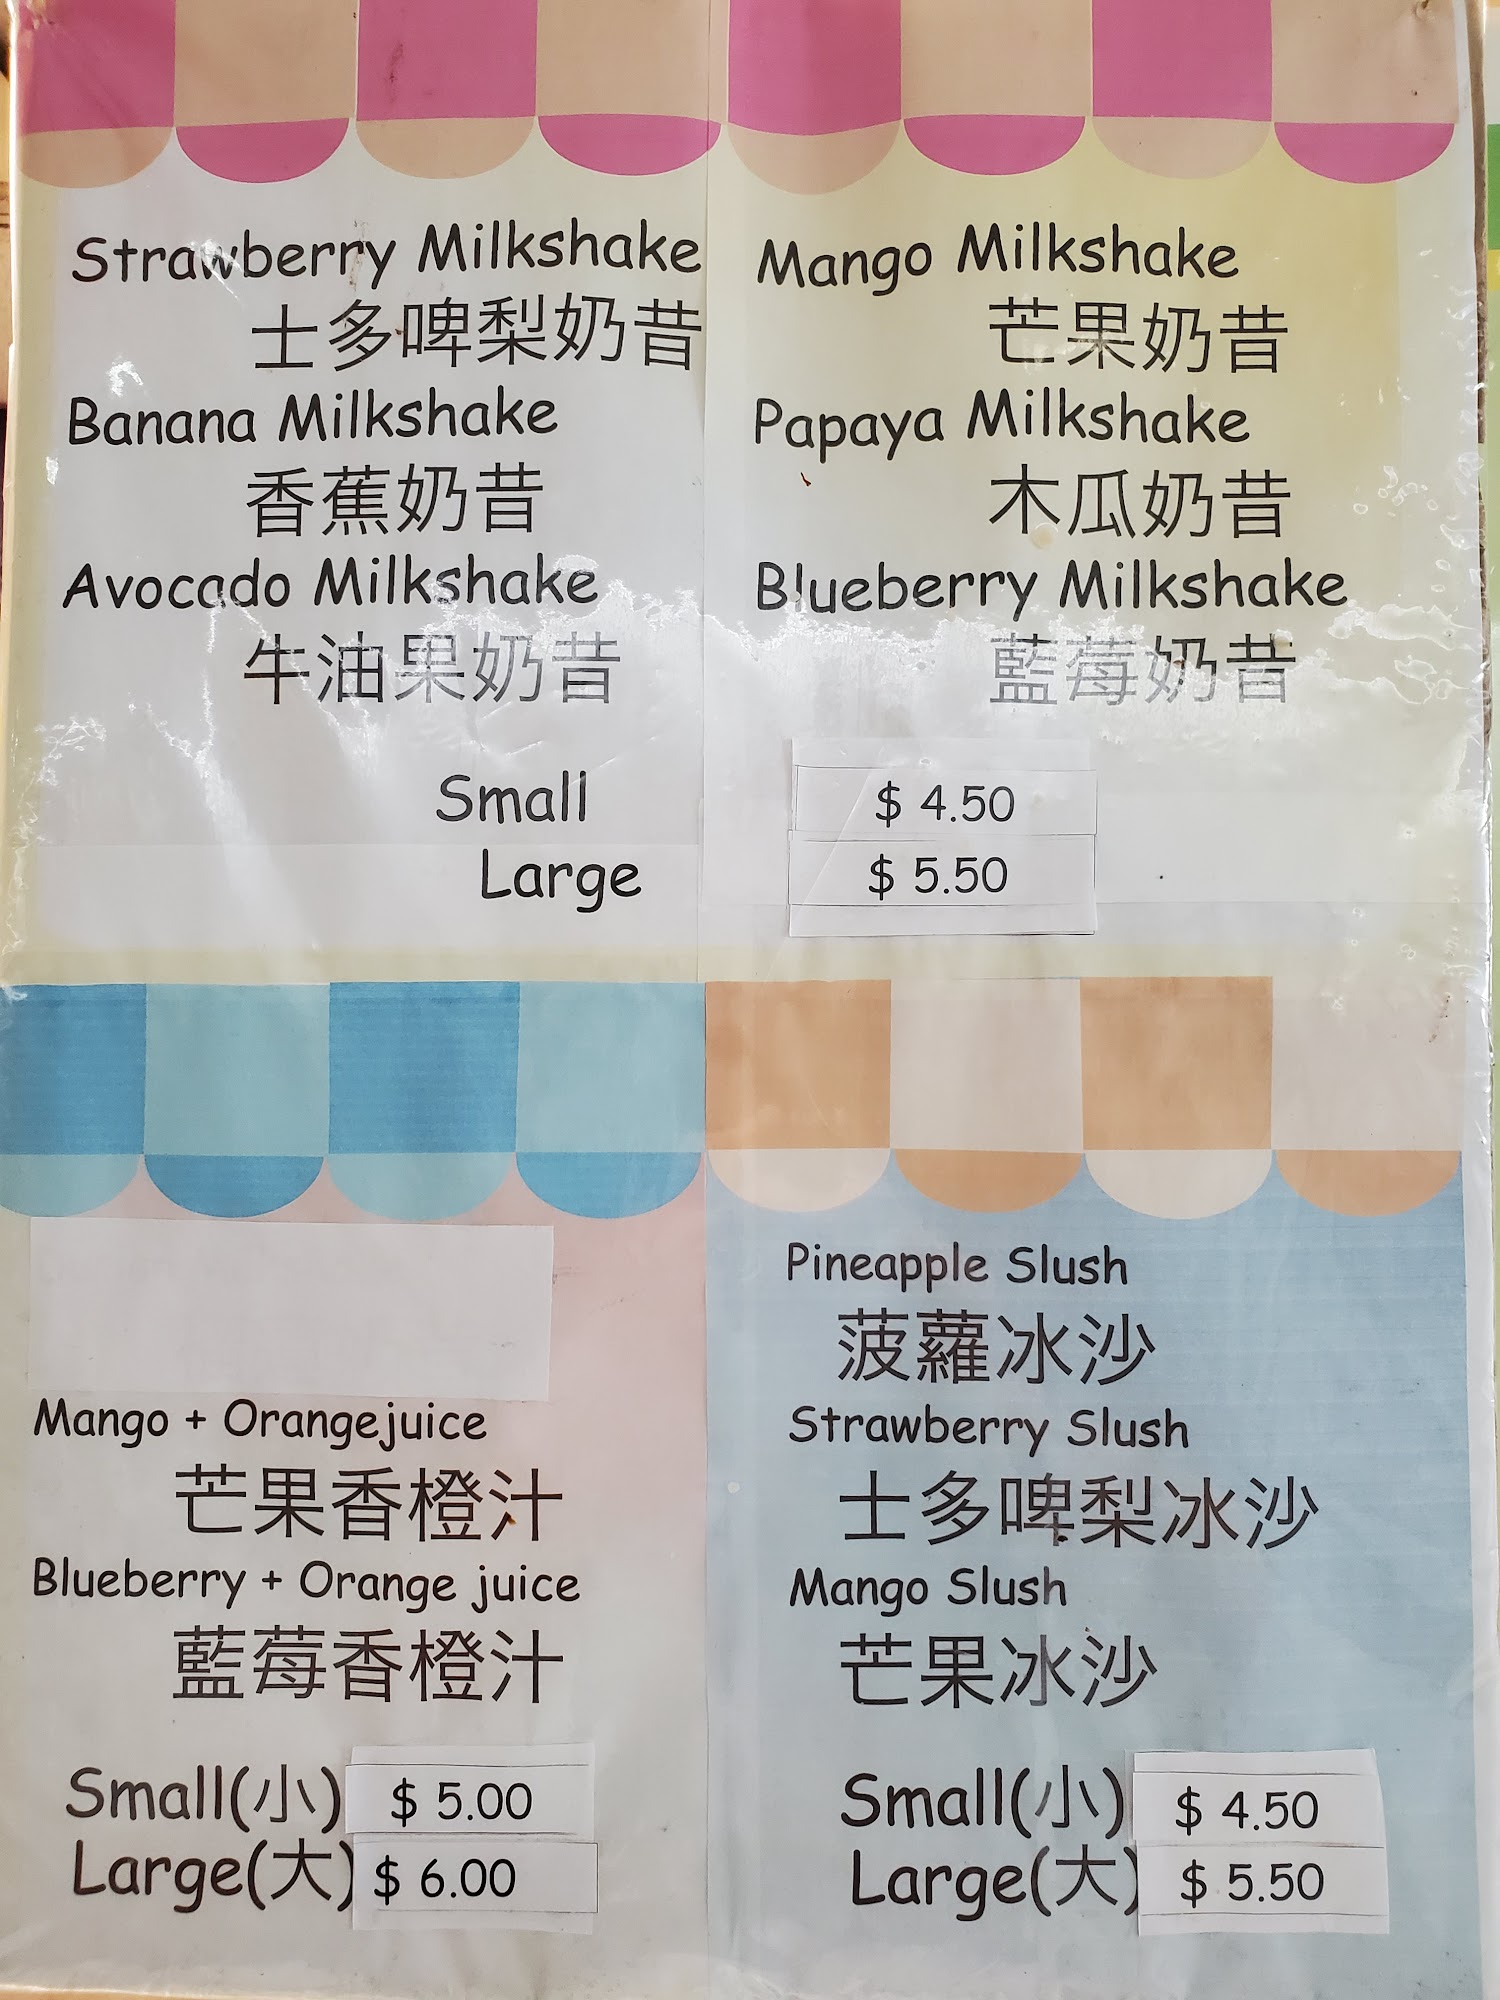 Strawberry Milkshake
士多啤梨奶昔
Banana Milkshake
香蕉奶昔
Avocado Milkshake
牛油果奶昔
Mango Milkshake
芒果奶昔
Papaya Milkshake
木瓜奶昔
Blueberry Milkshake
藍莓奶昔
Small $ 4.50
Large $ 5.50
Mango + Orangejuice
芒果香橙汁
Blueberry + Orange juice
藍莓香橙汁
Small(小) $ 5.00
Large(大) $ 6.00
Pineapple Slush
菠蘿冰沙
Strawberry Slush
士多啤梨冰沙
Mango Slush
芒果冰沙
Small(小) $ 4.50
Large(大) $ 5.50